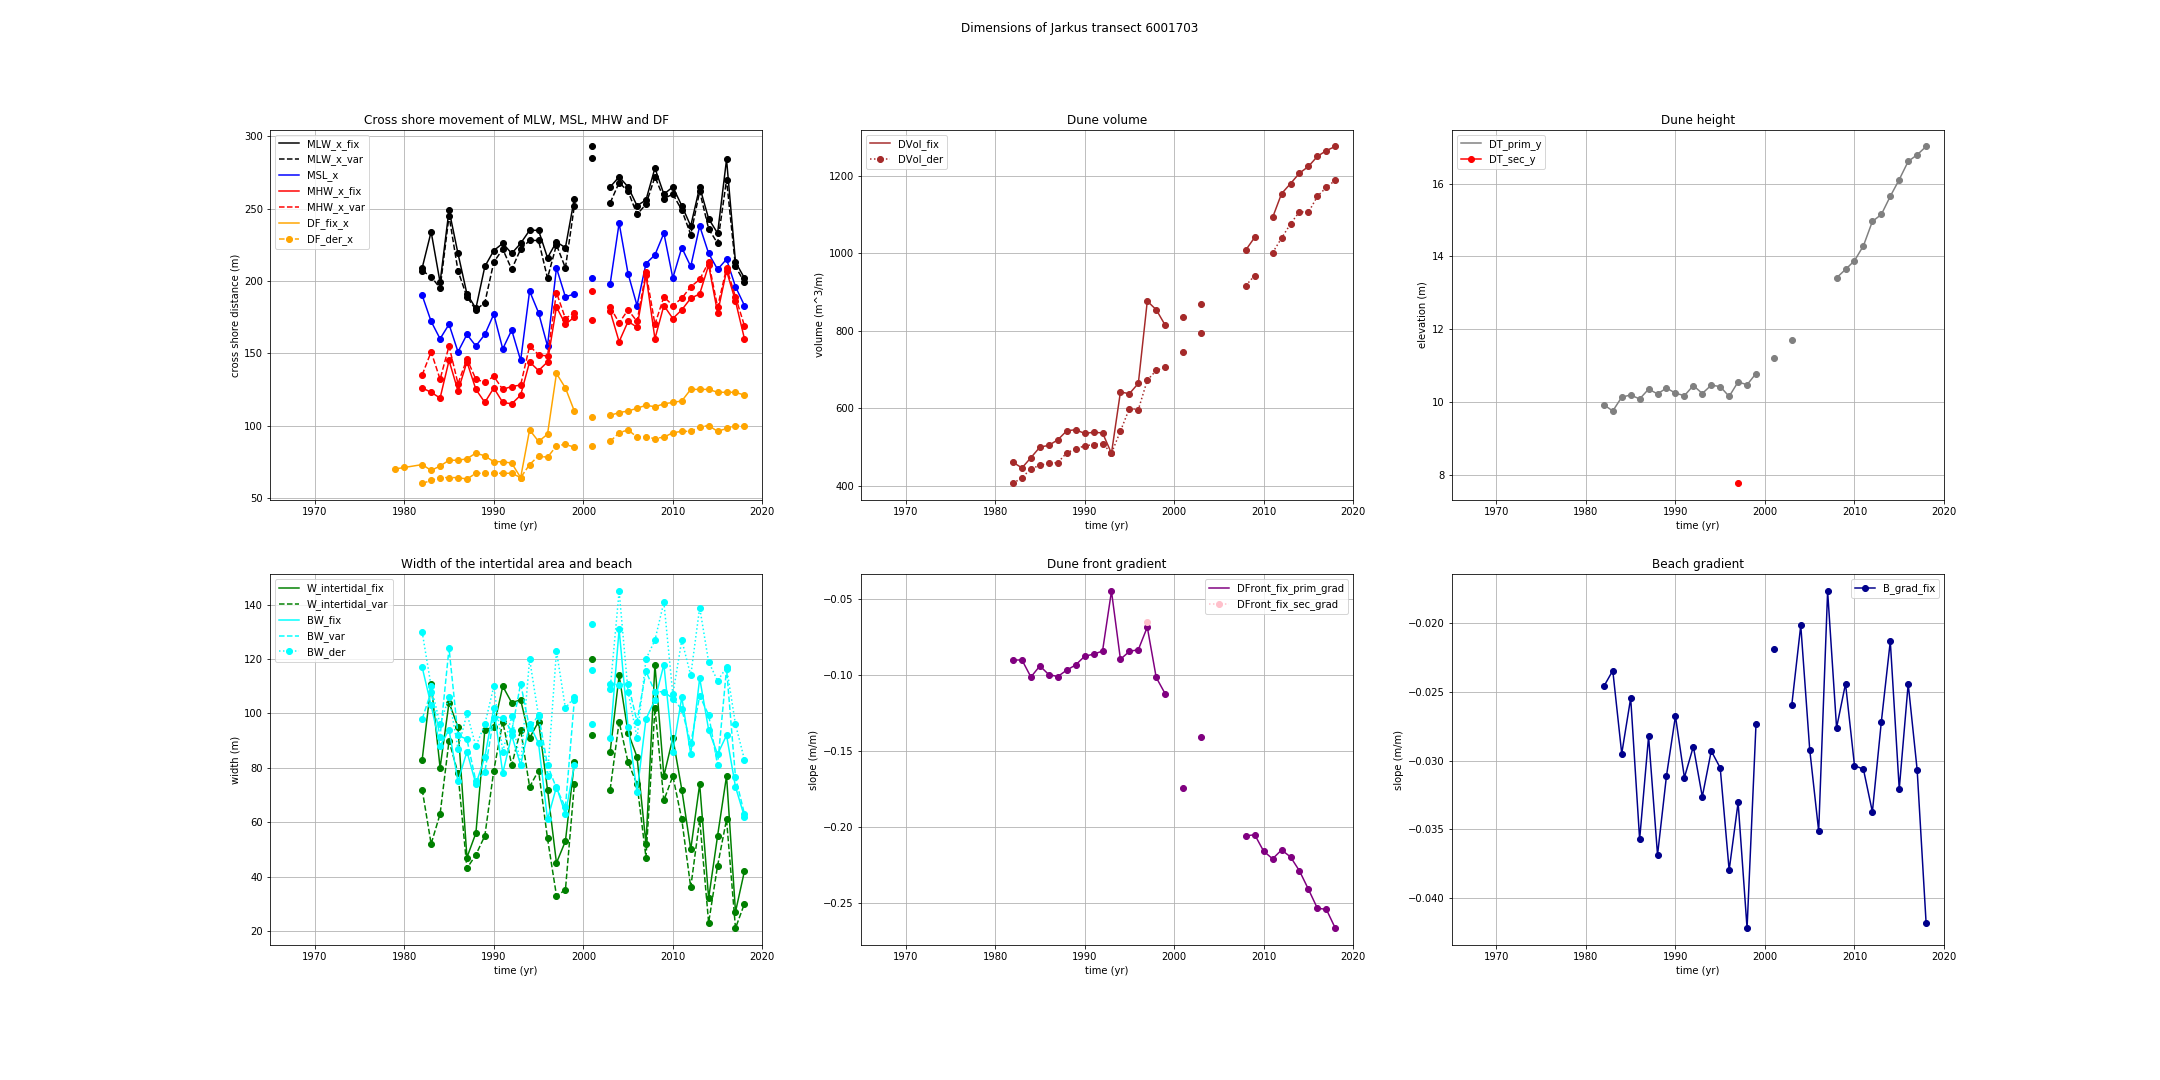 Dimensions of Jarkus transect 6001703
Cross shore movement of MLW, MSL, MHW and DF
MLW_x_fix
MLW_x_var
MSL_x
MHW_x_fix
MHW_x_var
DF_fix_x
DF_der_x
cross shore distance (m)
300
250
200
150
100
50
1970
1980
1990
2000
2010
2020
time (yr)
Dune volume
DVol_fix
DVol_der
volume (m^3/m)
1200
1000
800
600
400
1970
1980
1990
2000
2010
2020
time (yr)
Dune height
DT_prim_y
DT_sec_y
elevation (m)
16
14
12
10
8
1970
1980
1990
2000
2010
2020
time (yr)
Width of the intertidal area and beach
W_intertidal_fix
W_intertidal_var
BW_fix
BW_var
BW_der
width (m)
140
120
100
80
60
40
20
1970
1980
1990
2000
2010
2020
time (yr)
Dune front gradient
DFront_fix_prim_grad
DFront_fix_sec_grad
slope (m/m)
−0.05
−0.10
−0.15
−0.20
−0.25
1970
1980
1990
2000
2010
2020
time (yr)
Beach gradient
B_grad_fix
slope (m/m)
−0.020
−0.025
−0.030
−0.035
−0.040
1970
1980
1990
2000
2010
2020
time (yr)